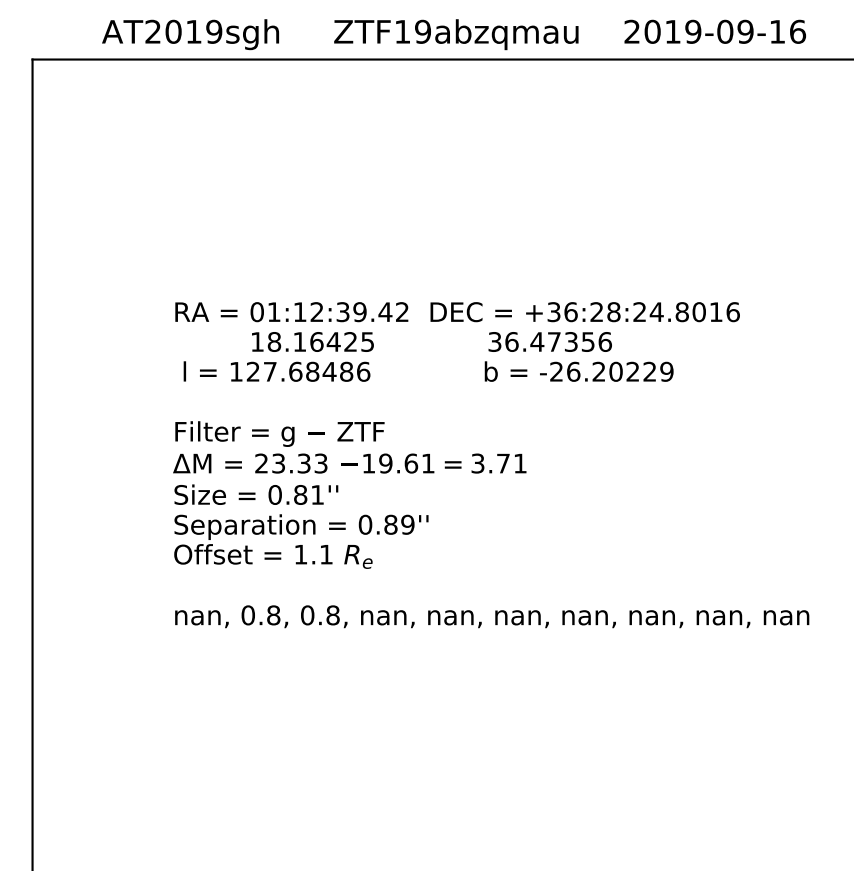 AT2019sgh ZTF19abzqmau 2019-09-16
RA = 01:12:39.42 DEC = +36:28:24.8016
18.16425 36.47356
l = 127.68486 b = -26.20229
Filter = g − ZTF
ΔM = 23.33 −19.61 = 3.71
Size = 0.81''
Separation = 0.89''
Offset = 1.1 Re
nan, 0.8, 0.8, nan, nan, nan, nan, nan, nan, nan